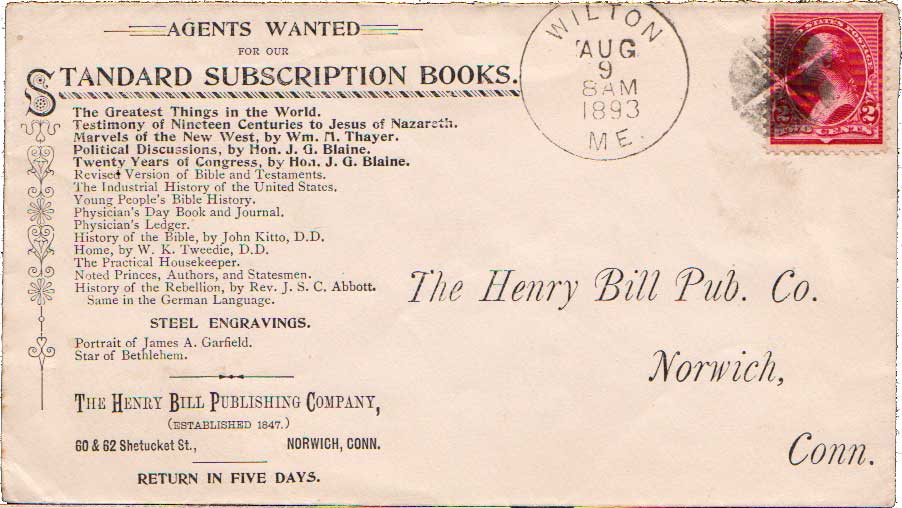 AGENTS WANTED
FOR OUR
STANDARD SUBSCRIPTION BOOKS.
The Greatest Things in the World.
Testimony of Nineteen Centuries to Jesus of Nazareth.
Marvels of the New West, by Wm. M. Thayer.
Political Discussions, by Hon. J. G. Blaine.
Twenty Years of Congress, by Hon. J. G. Blaine.
Revised Version of Bible and Testaments.
The Industrial History of the United States.
Young People's Bible History.
Physician's Day Book and Journal.
Physician's Ledger.
History of the Bible, by John Kitto, D.D.
Home, by W. K. Tweedie, D.D.
The Practical Housekeeper.
Noted Princes, Authors, and Statesmen.
History of the Rebellion, by Rev. J. S. C. Abbott.
Same in the German Language.
STEEL ENGRAVINGS.
Portrait of James A. Garfield.
Star of Bethlehem.
THE HENRY BILL PUBLISHING COMPANY,
(ESTABLISHED 1847.)
60 & 62 Shetucket St., NORWICH, CONN.
RETURN IN FIVE DAYS.
WILTON
AUG
9
8AM
1893
ME.
UNITED STATES POSTAGE
2 2
TWO CENTS
The Henry Bill Pub. Co.
Norwich,
Conn.